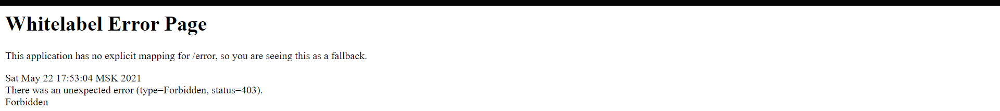 Whitelabel Error Page
This application has no explicit mapping for /error, so you are seeing this as a fallback.
Sat May 22 17:53:04 MSK 2021
There was an unexpected error (type=Forbidden, status=403).
Forbidden